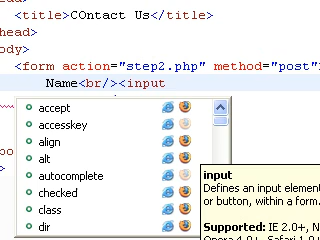 <title>COntact Us</title>
head>
body>
<form action="step2.php" method="post"
Name<br/><input
accept
accesskey
align
alt
autocomplete
checked
class
dir
input
Defines an input element
or button, within a form.
Supported: IE 2.0+, N
Opera 4.0+, Safari 1.0+